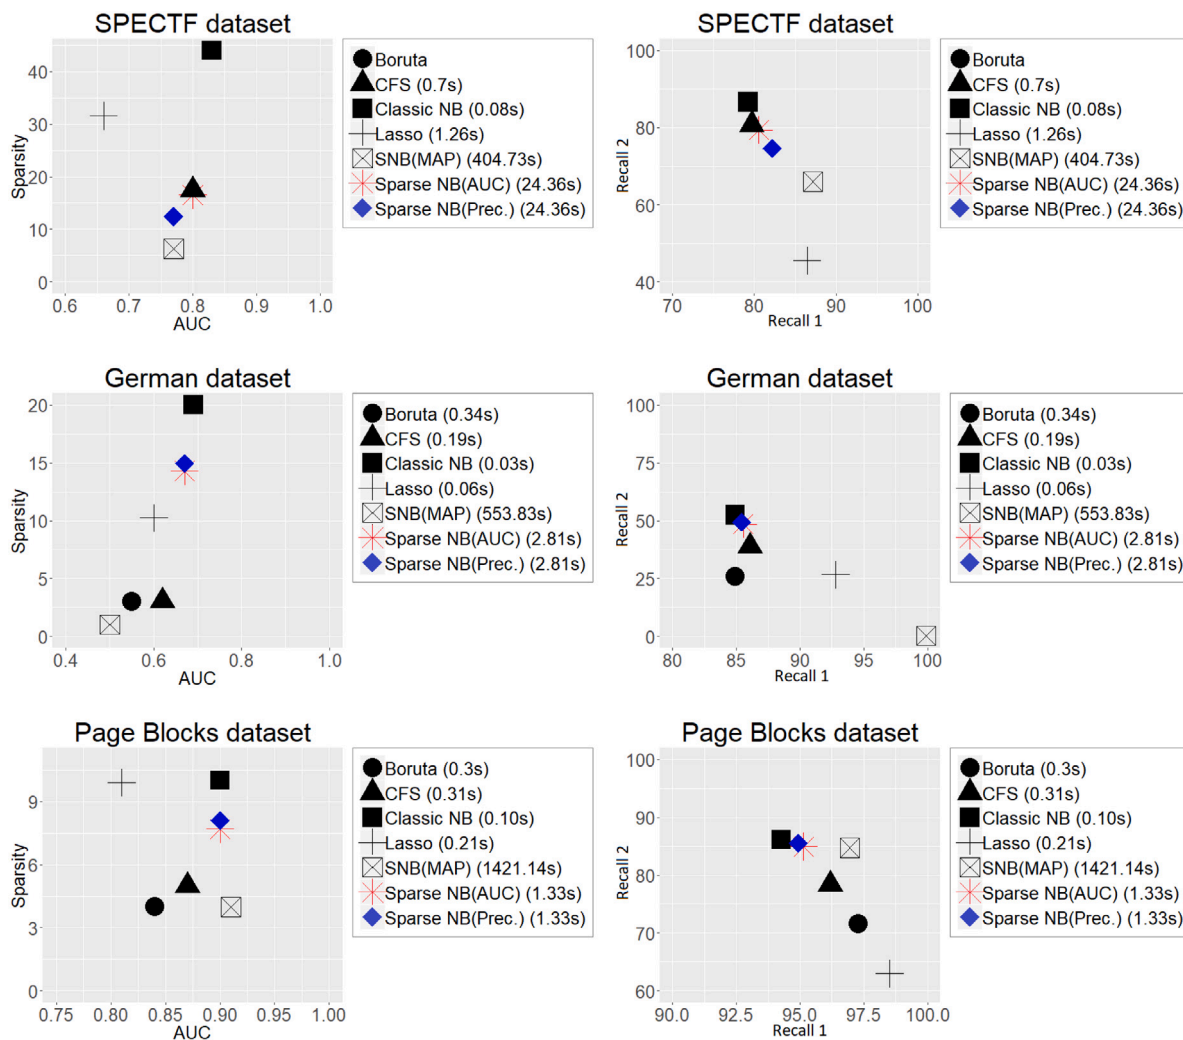 SPECTF dataset
Sparsity
40
30
20
10
0
0.6 0.7 0.8 0.9 1.0
AUC
Boruta
CFS (0.7s)
Classic NB (0.08s)
Lasso (1.26s)
SNB(MAP) (404.73s)
Sparse NB(AUC) (24.36s)
Sparse NB(Prec.) (24.36s)
SPECTF dataset
Recall 2
100
80
60
40
70 80 90 100
Recall 1
Boruta
CFS (0.7s)
Classic NB (0.08s)
Lasso (1.26s)
SNB(MAP) (404.73s)
Sparse NB(AUC) (24.36s)
Sparse NB(Prec.) (24.36s)
German dataset
Sparsity
20
15
10
5
0
0.4 0.6 0.8 1.0
AUC
Boruta (0.34s)
CFS (0.19s)
Classic NB (0.03s)
Lasso (0.06s)
SNB(MAP) (553.83s)
Sparse NB(AUC) (2.81s)
Sparse NB(Prec.) (2.81s)
German dataset
Recall 2
100
75
50
25
0
80 85 90 95 100
Recall 1
Boruta (0.34s)
CFS (0.19s)
Classic NB (0.03s)
Lasso (0.06s)
SNB(MAP) (553.83s)
Sparse NB(AUC) (2.81s)
Sparse NB(Prec.) (2.81s)
Page Blocks dataset
Sparsity
9
6
3
0
0.75 0.80 0.85 0.90 0.95 1.00
AUC
Boruta (0.3s)
CFS (0.31s)
Classic NB (0.10s)
Lasso (0.21s)
SNB(MAP) (1421.14s)
Sparse NB(AUC) (1.33s)
Sparse NB(Prec.) (1.33s)
Page Blocks dataset
Recall 2
100
90
80
70
60
90.0 92.5 95.0 97.5 100.0
Recall 1
Boruta (0.3s)
CFS (0.31s)
Classic NB (0.10s)
Lasso (0.21s)
SNB(MAP) (1421.14s)
Sparse NB(AUC) (1.33s)
Sparse NB(Prec.) (1.33s)